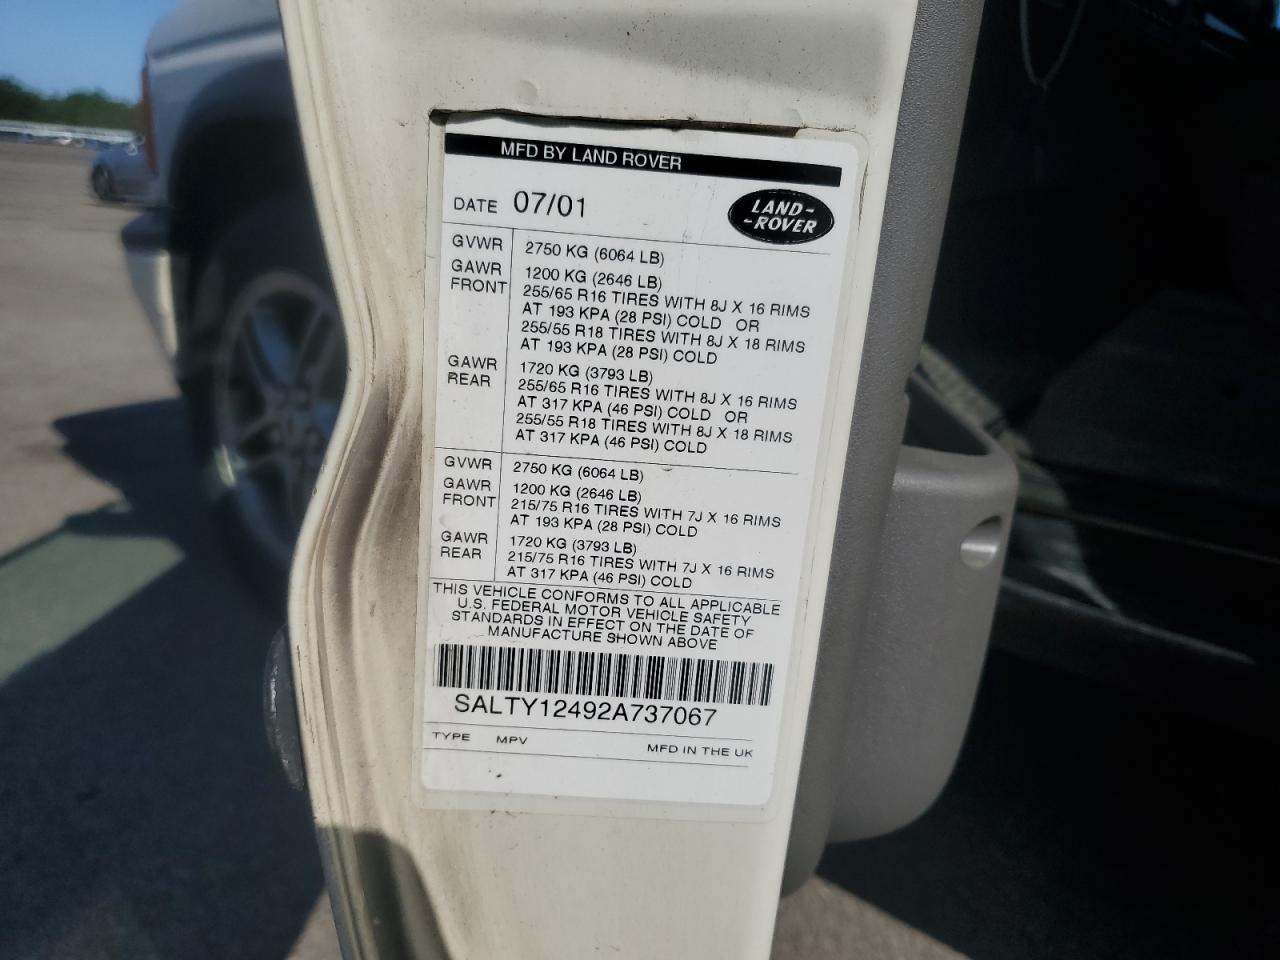 MFD BY LAND ROVER
DATE 07/01
LAND-
-ROVER
GVWR 2750 KG (6064 LB)
GAWR 1200 KG (2646 LB)
FRONT 255/65 R16 TIRES WITH 8J X 16 RIMS
AT 193 KPA (28 PSI) COLD OR
255/55 R18 TIRES WITH 8J X 18 RIMS
AT 193 KPA (28 PSI) COLD
GAWR 1720 KG (3793 LB)
REAR 255/65 R16 TIRES WITH 8J X 16 RIMS
AT 317 KPA (46 PSI) COLD OR
255/55 R18 TIRES WITH 8J X 18 RIMS
AT 317 KPA (46 PSI) COLD
GVWR 2750 KG (6064 LB)
GAWR 1200 KG (2646 LB)
FRONT 215/75 R16 TIRES WITH 7J X 16 RIMS
AT 193 KPA (28 PSI) COLD
GAWR 1720 KG (3793 LB)
REAR 215/75 R16 TIRES WITH 7J X 16 RIMS
AT 317 KPA (46 PSI) COLD
THIS VEHICLE CONFORMS TO ALL APPLICABLE
U.S. FEDERAL MOTOR VEHICLE SAFETY
STANDARDS IN EFFECT ON THE DATE OF
MANUFACTURE SHOWN ABOVE
SALTY12492A737067
TYPE MPV MFD IN THE UK